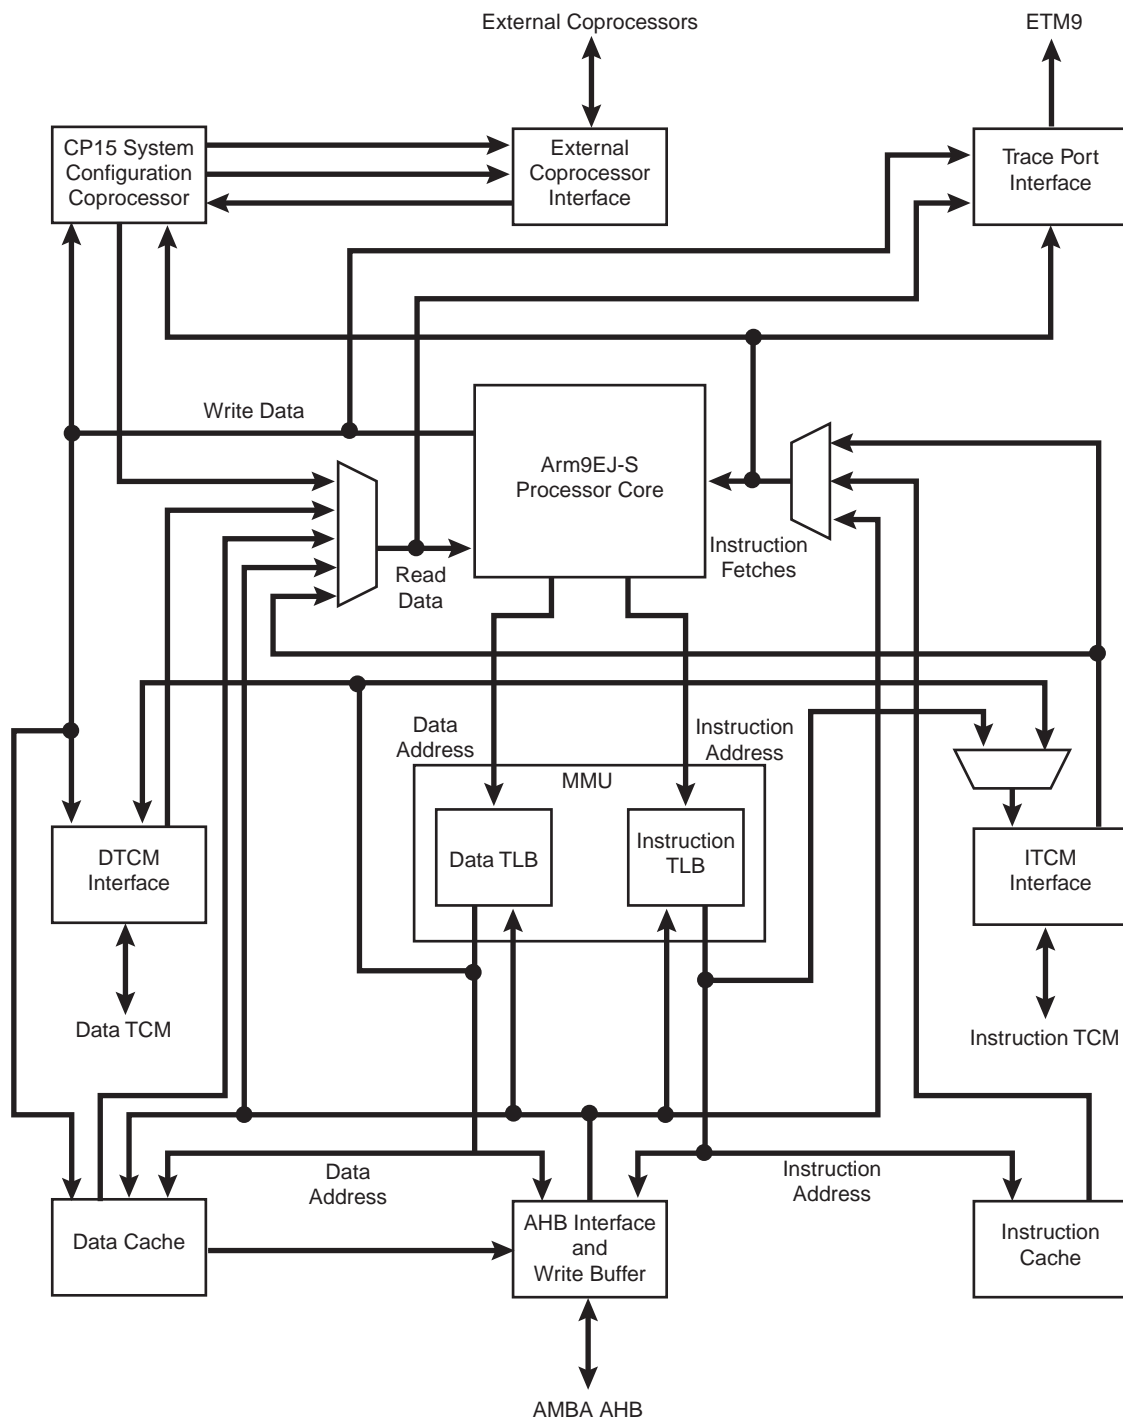 External Coprocessors
ETM9
CP15 System
Configuration
Coprocessor
External
Coprocessor
Interface
Trace Port
Interface
Write Data
Arm9EJ-S
Processor Core
Instruction
Fetches
Read
Data
Data
Address
Instruction
Address
MMU
DTCM
Interface
Data TLB
Instruction
TLB
ITCM
Interface
Data TCM
Instruction TCM
Data
Address
Instruction
Address
Data Cache
AHB Interface
and
Write Buffer
Instruction
Cache
AMBA AHB